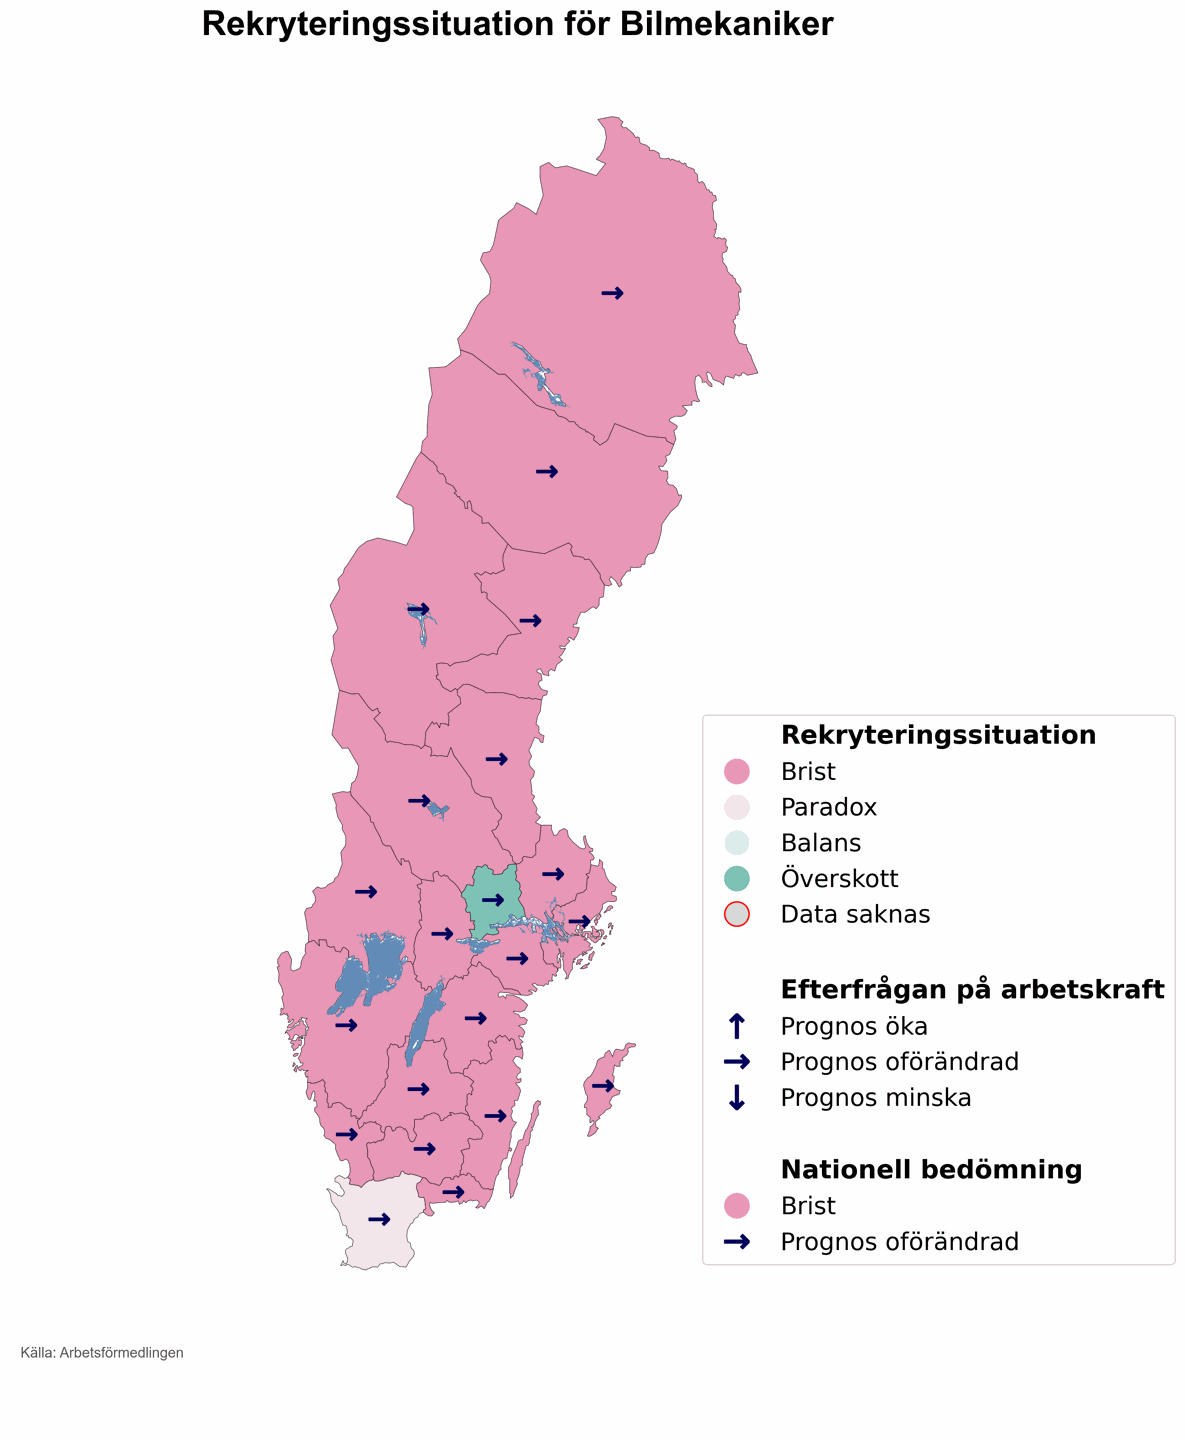 Rekryteringssituation för Bilmekaniker
Rekryteringssituation
Brist
Paradox
Balans
Överskott
Data saknas
Efterfrågan på arbetskraft
Prognos öka
Prognos oförändrad
Prognos minska
Nationell bedömning
Brist
Prognos oförändrad
Källa: Arbetsförmedlingen